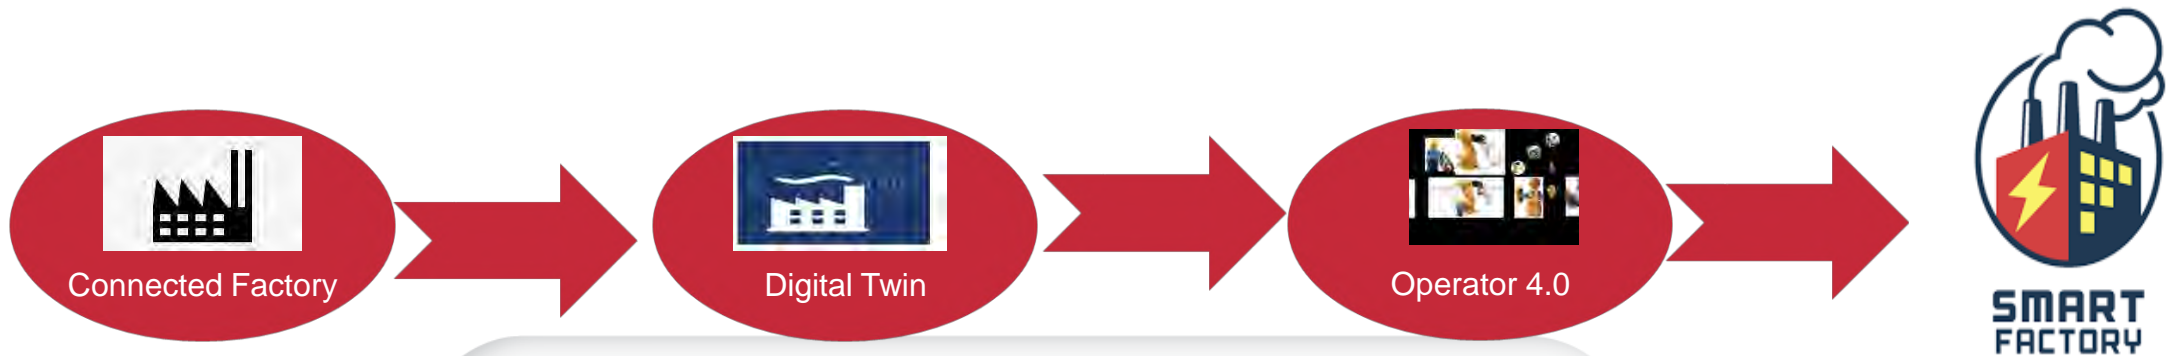 Connected Factory
Digital Twin
Operator 4.0
SMART
FACTORY